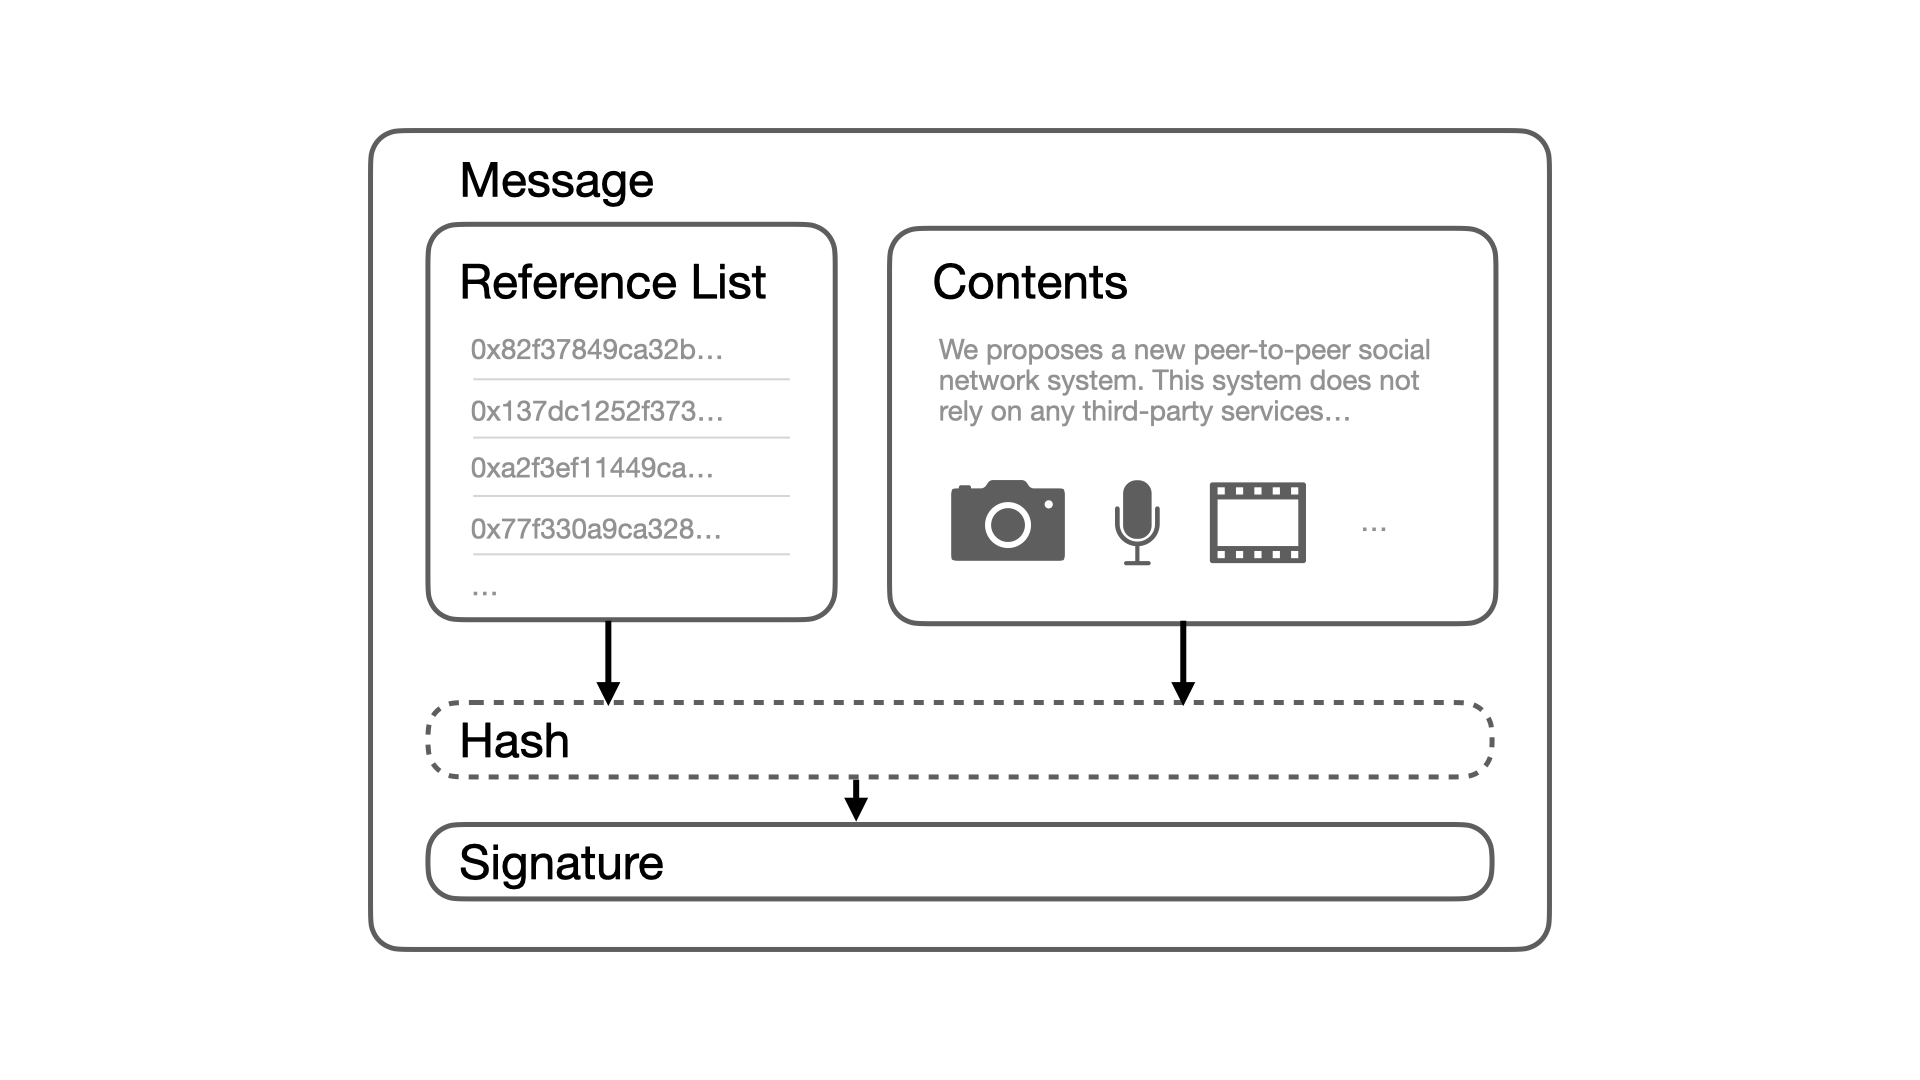 Message
Reference List
0x82f37849ca32b...
0x137dc1252f373...
0xa2f3ef11449ca...
0x77f330a9ca328...
...
Contents
We proposes a new peer-to-peer social
network system. This system does not
rely on any third-party services...
...
Hash
Signature